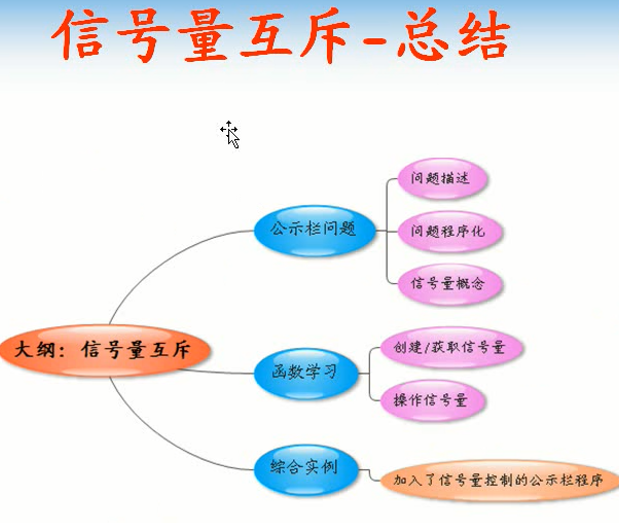 信号量互斥-总结
问题描述
公示栏问题
问题程序化
信号量概念
大纲：信号量互斥
创建/获取信号量
函数学习
操作信号量
综合实例
加入了信号量控制的公示栏程序